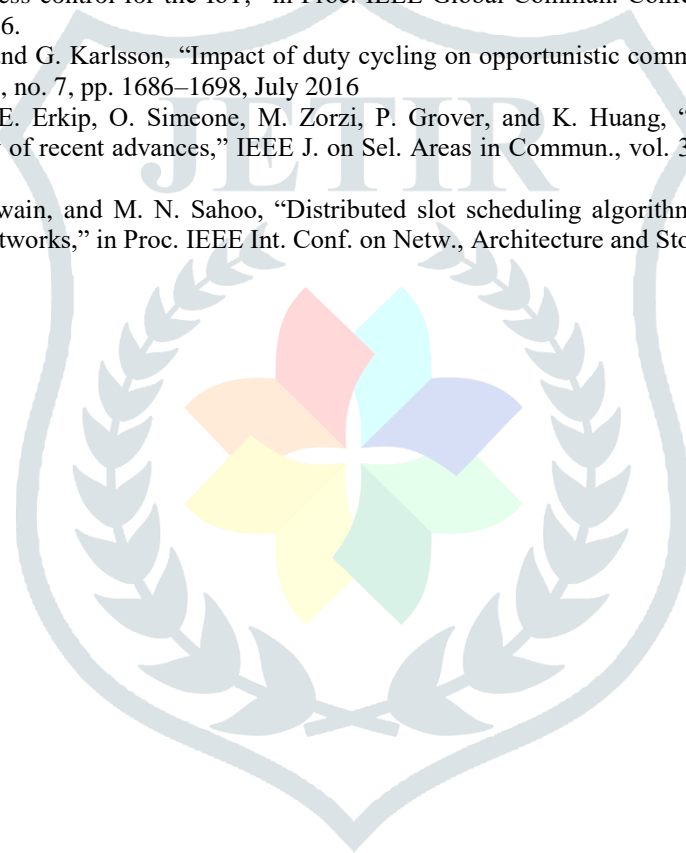 ess control for the IoT,” in Proc. IEEE Global Commun. Confe
6.
nd G. Karlsson, “Impact of duty cycling on opportunistic comm
, no. 7, pp. 1686–1698, July 2016
E. Erkip, O. Simeone, M. Zorzi, P. Grover, and K. Huang, “
y of recent advances,” IEEE J. on Sel. Areas in Commun., vol. 3
JETIR
wain, and M. N. Sahoo, “Distributed slot scheduling algorithm
tworks,” in Proc. IEEE Int. Conf. on Netw., Architecture and Sto